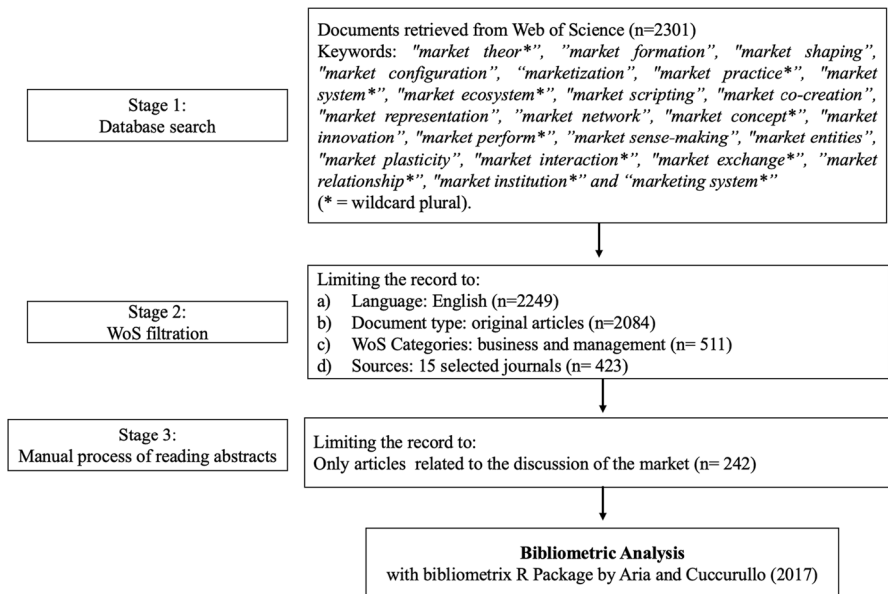 Stage 1:
Database search
Documents retrieved from Web of Science (n=2301)
Keywords: "market theor*”, ”market formation”, "market shaping”,
"market configuration”, “marketization”, "market practice*”, "market
system*”, "market ecosystem*”, "market scripting”, "market co-creation”,
"market representation”, ”market network”, "market concept*”, "market
innovation”, "market perform*”, ”market sense-making”, "market entities”,
"market plasticity”, "market interaction*”, "market exchange*”, ”market
relationship*”, "market institution*” and “marketing system*”
(* = wildcard plural).
Stage 2:
WoS filtration
Limiting the record to:
a) Language: English (n=2249)
b) Document type: original articles (n=2084)
c) WoS Categories: business and management (n= 511)
d) Sources: 15 selected journals (n= 423)
Stage 3:
Manual process of reading abstracts
Limiting the record to:
Only articles related to the discussion of the market (n= 242)
Bibliometric Analysis
with bibliometrix R Package by Aria and Cuccurullo (2017)